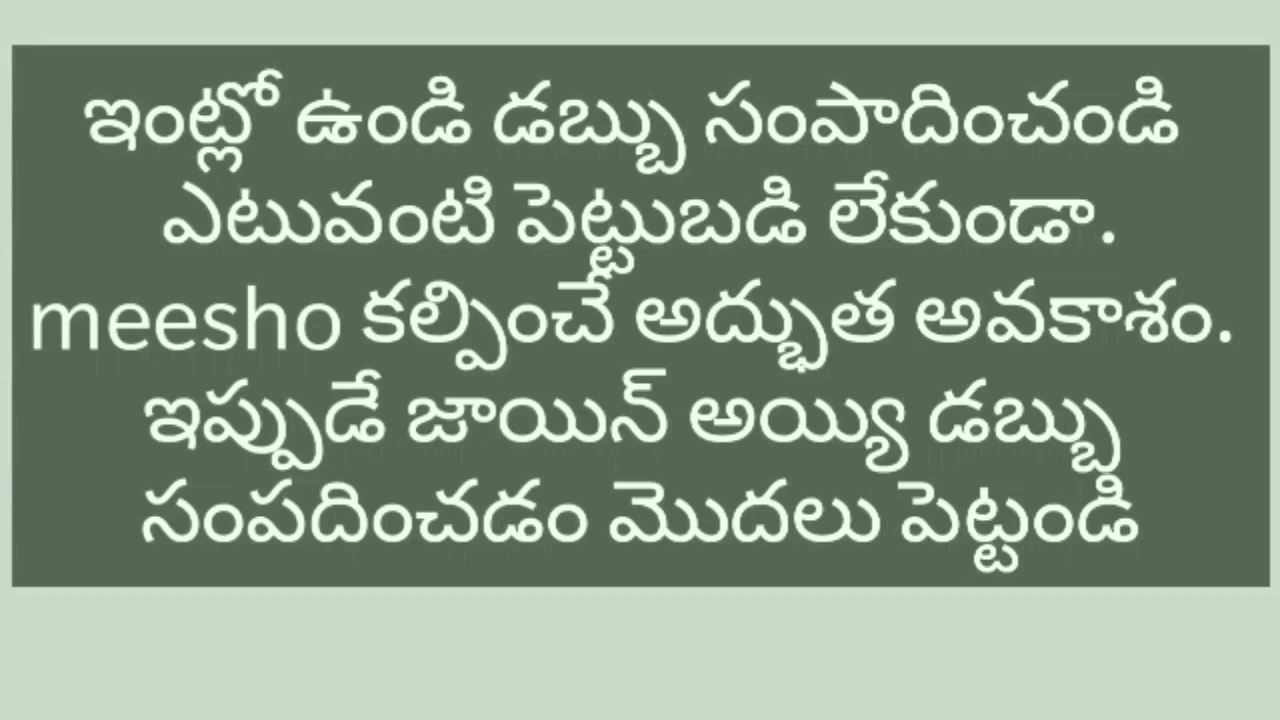 ఇంట్లో ఉండి డబ్బు సంపాదించండి
ఎటువంటి పెట్టుబడి లేకుండా.
meesho కల్పించే అద్భుత అవకాశం.
ఇప్పుడే జాయిన్ అయ్యి డబ్బు
సంపదించడం మొదలు పెట్టండి